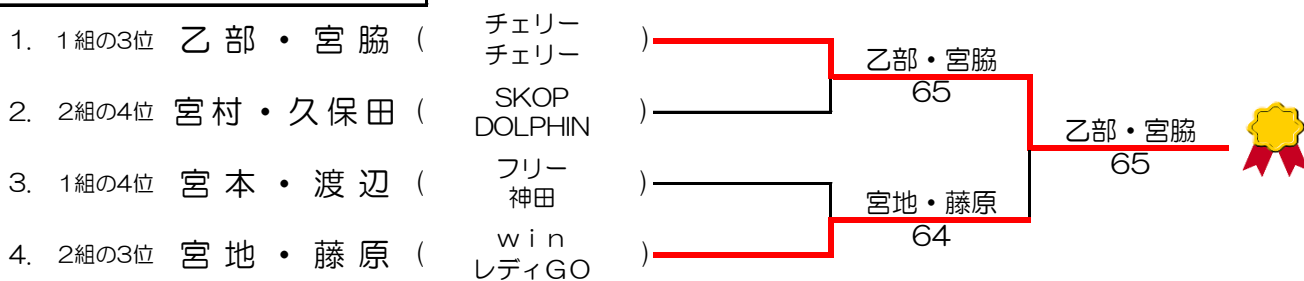 1. 1組の3位 乙部・宮脇 ( チェリー チェリー )
2. 2組の4位 宮村・久保田 ( SKOP DOLPHIN )
3. 1組の4位 宮本・渡辺 ( フリー 神田 )
4. 2組の3位 宮地・藤原 ( win レディGO )
乙部・宮脇
65
宮地・藤原
64
乙部・宮脇
65